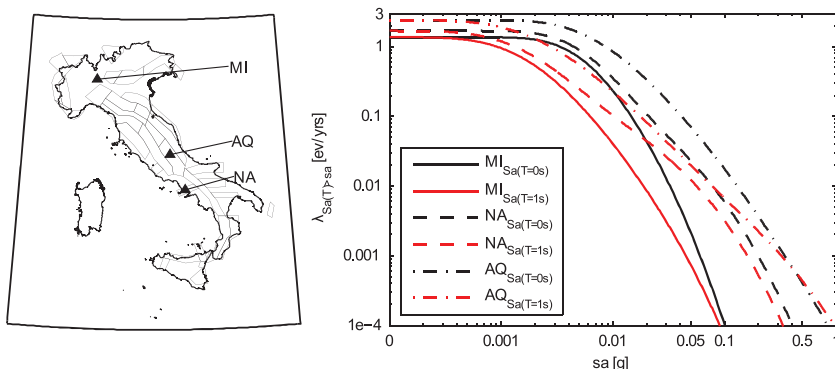 MI
AQ
NA
λSa(T)>sa [ev/yrs]
3
1
0.1
0.01
0.001
1e-4
MISa(T=0s)
MISa(T=1s)
NASa(T=0s)
NASa(T=1s)
AQSa(T=0s)
AQSa(T=1s)
0 0.001 0.01 0.05 0.1 0.5 1
sa [g]